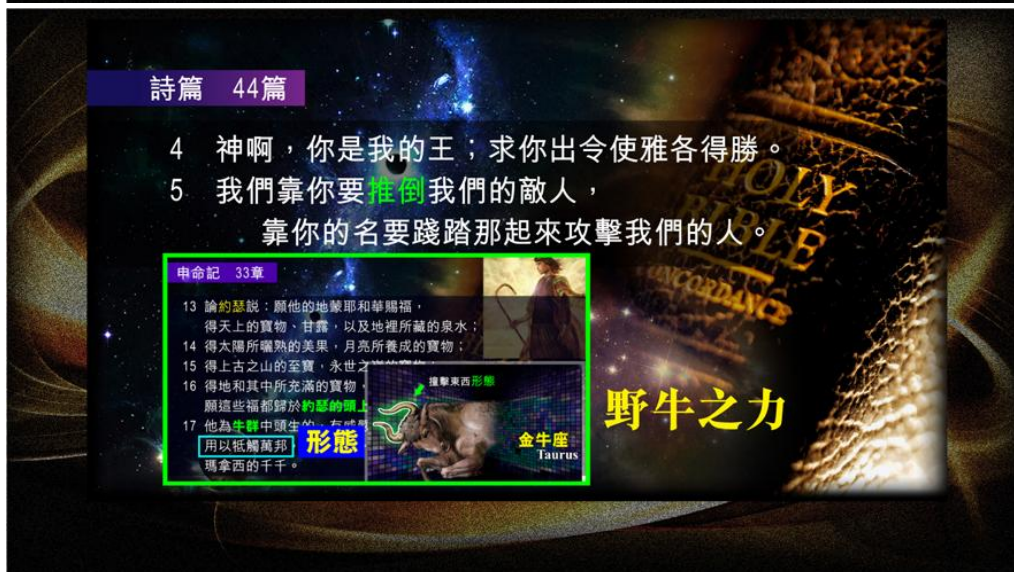 詩篇 44篇
4 神啊，你是我的王；求你出令使雅各得勝。
5 我們靠你要推倒我們的敵人，
靠你的名要踐踏那起來攻擊我們的人。
HOLY
BIBLE
CONCORDANCE
申命記 33章
13 論約瑟說：願他的地蒙耶和華賜福，
得天上的寶物、甘露，以及地裡所藏的泉水；
14 得太陽所曬熟的美果，月亮所養成的寶物；
15 得上古之山的至寶，永世之
16 得地和其中所充滿的寶物，
願這些福都歸於約瑟的頭上
17 他為牛群中頭生的，有威
用以牴觸萬邦
瑪拿西的千千。
形態
撞擊東西形態
金牛座
Taurus
野牛之力